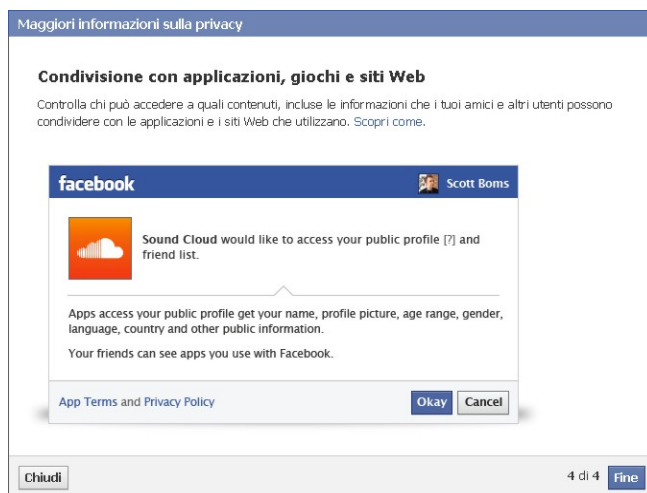 Maggiori informazioni sulla privacy
Condivisione con applicazioni, giochi e siti Web
Controlla chi può accedere a quali contenuti, incluse le informazioni che i tuoi amici e altri utenti possono
condividere con le applicazioni e i siti Web che utilizzano. Scopri come.
facebook
Scott Boms
Sound Cloud would like to access your public profile [?] and
friend list.
Apps access your public profile get your name, profile picture, age range, gender,
language, country and other public information.
Your friends can see apps you use with Facebook.
App Terms and Privacy Policy
Okay
Cancel
Chiudi
4 di 4
Fine